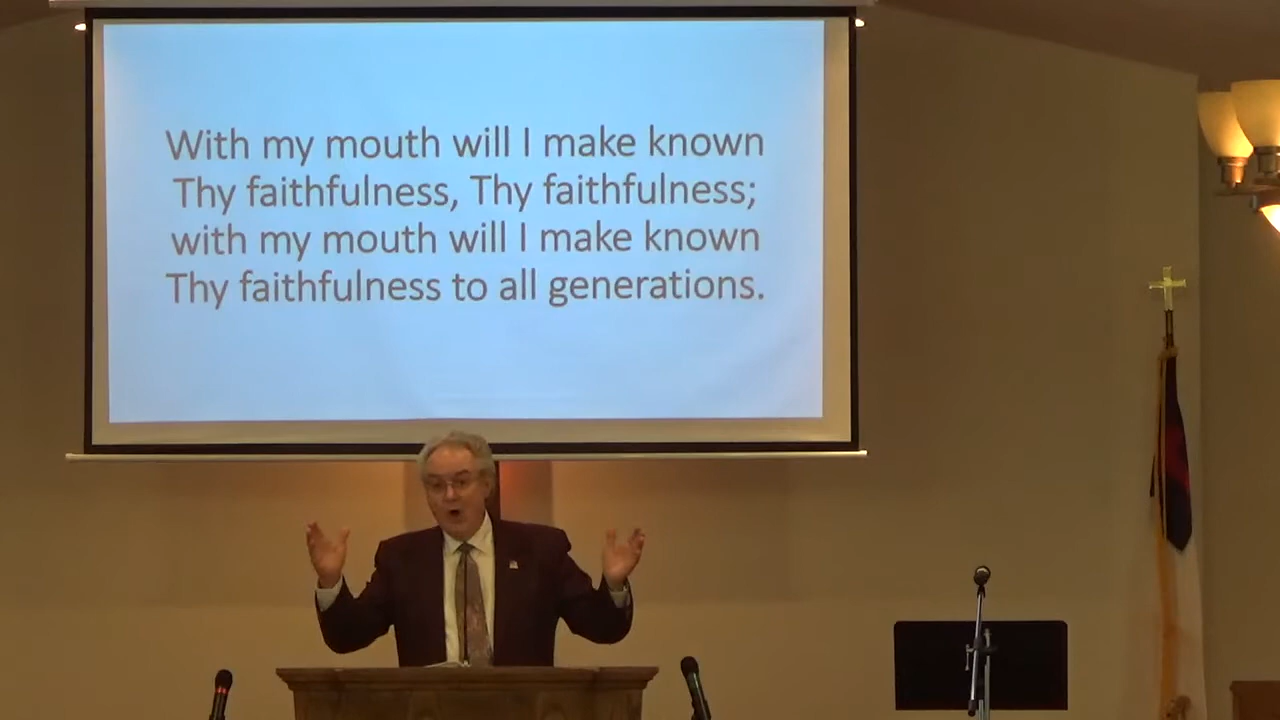 With my mouth will I make known
Thy faithfulness, Thy faithfulness;
with my mouth will I make known
Thy faithfulness to all generations.